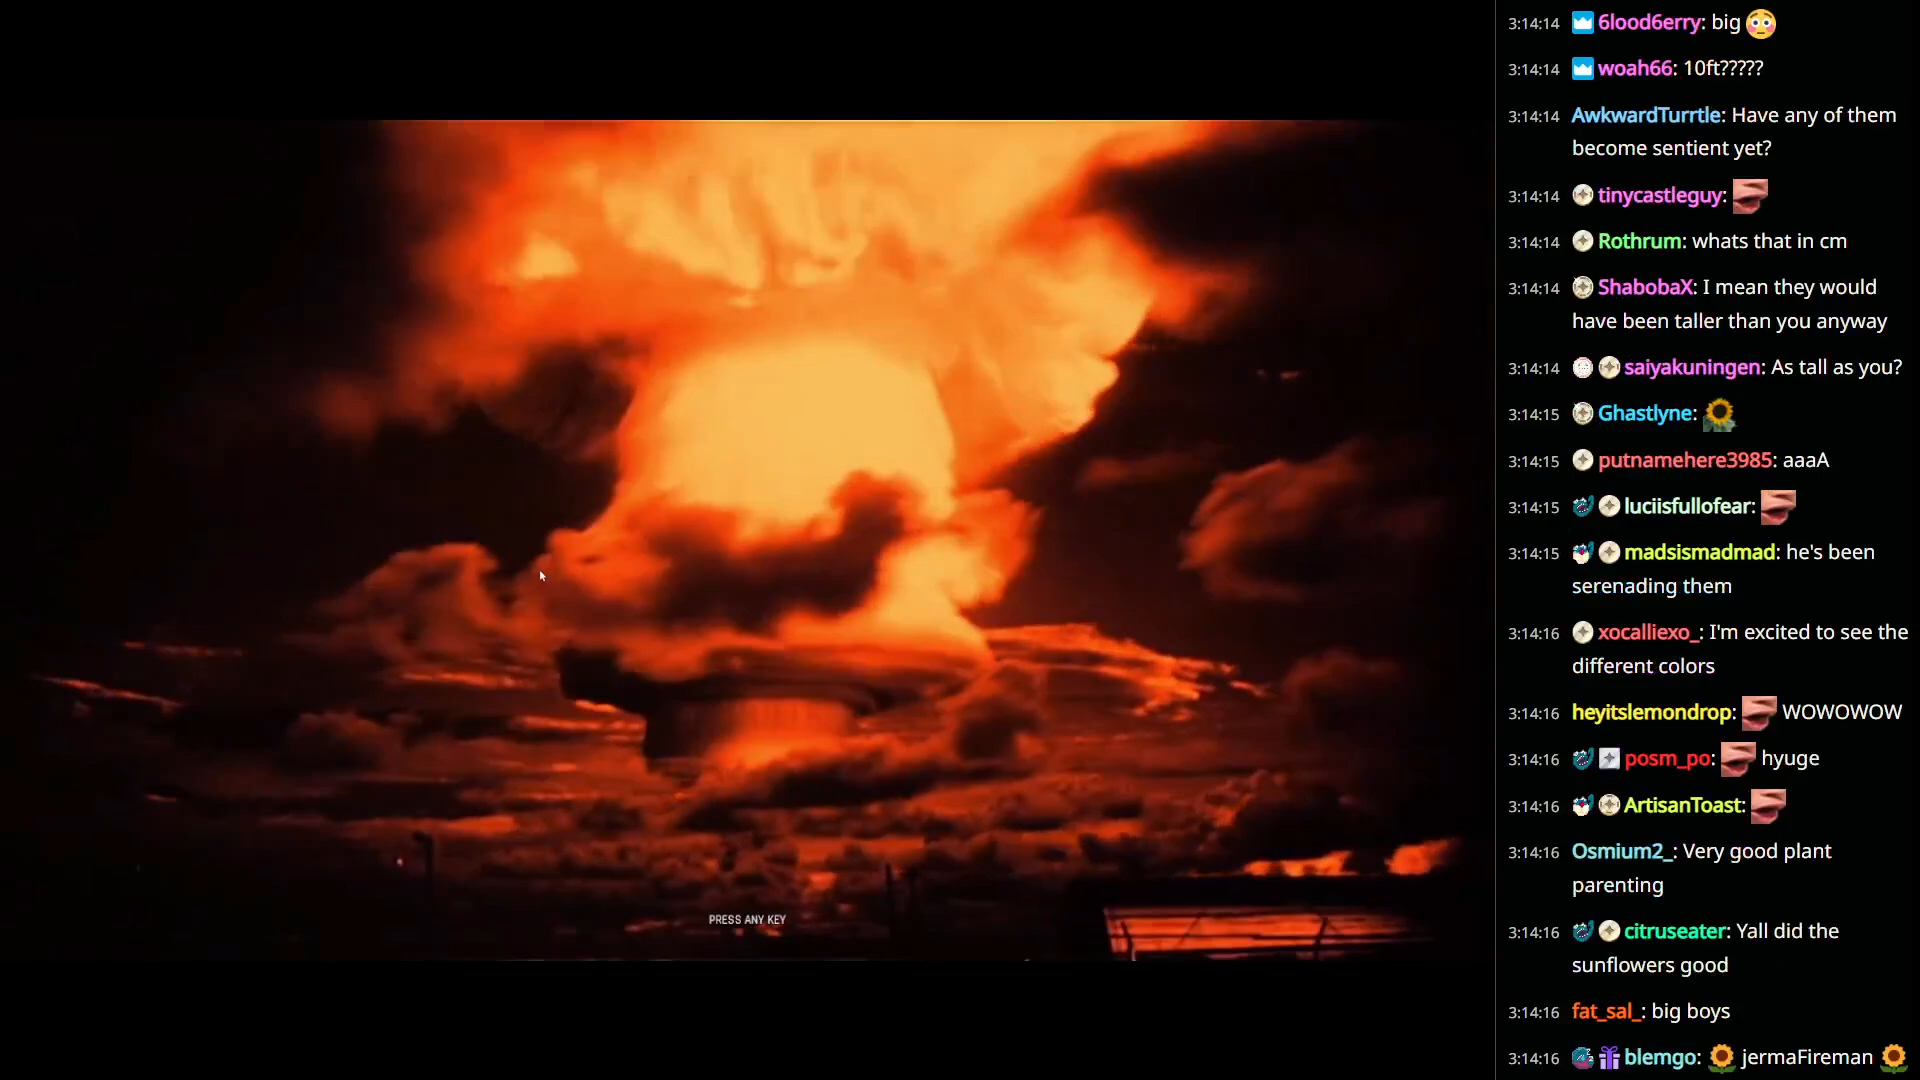 PRESS ANY KEY
3:14:14 6lood6erry: big
3:14:14 woah66: 10ft?????
3:14:14 AwkwardTurrtle: Have any of them
become sentient yet?
3:14:14 tinycastleguy:
3:14:14 Rothrum: whats that in cm
3:14:14 ShabobaX: I mean they would
have been taller than you anyway
3:14:14 saiyakuningen: As tall as you?
3:14:15 Ghastlyne:
3:14:15 putnamehere3985: aaaA
3:14:15 luciisfullofear:
3:14:15 madsismadmad: he's been
serenading them
3:14:16 xocalliexo_: I'm excited to see the
different colors
3:14:16 heyitslemondrop: WOWOWOW
3:14:16 posm_po: hyuge
3:14:16 ArtisanToast:
3:14:16 Osmium2_: Very good plant
parenting
3:14:16 citruseater: Yall did the
sunflowers good
3:14:16 fat_sal_: big boys
3:14:16 blemgo: jermaFireman